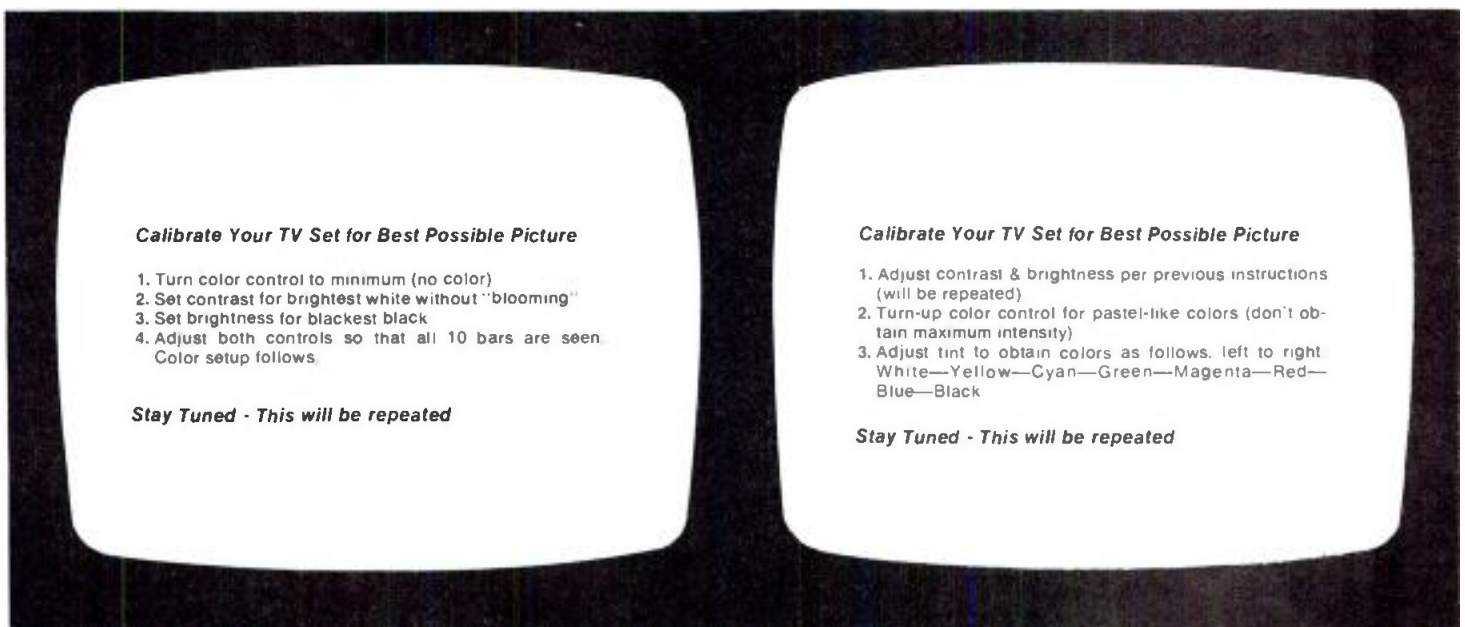 Calibrate Your TV Set for Best Possible Picture
1. Turn color control to minimum (no color)
2. Set contrast for brightest white without "blooming"
3. Set brightness for blackest black
4. Adjust both controls so that all 10 bars are seen
Color setup follows
Stay Tuned - This will be repeated
Calibrate Your TV Set for Best Possible Picture
1. Adjust contrast & brightness per previous instructions
(will be repeated)
2. Turn-up color control for pastel-like colors (don't ob-
tain maximum intensity)
3. Adjust tint to obtain colors as follows. left to right
White—Yellow—Cyan—Green—Magenta—Red—
Blue—Black
Stay Tuned - This will be repeated